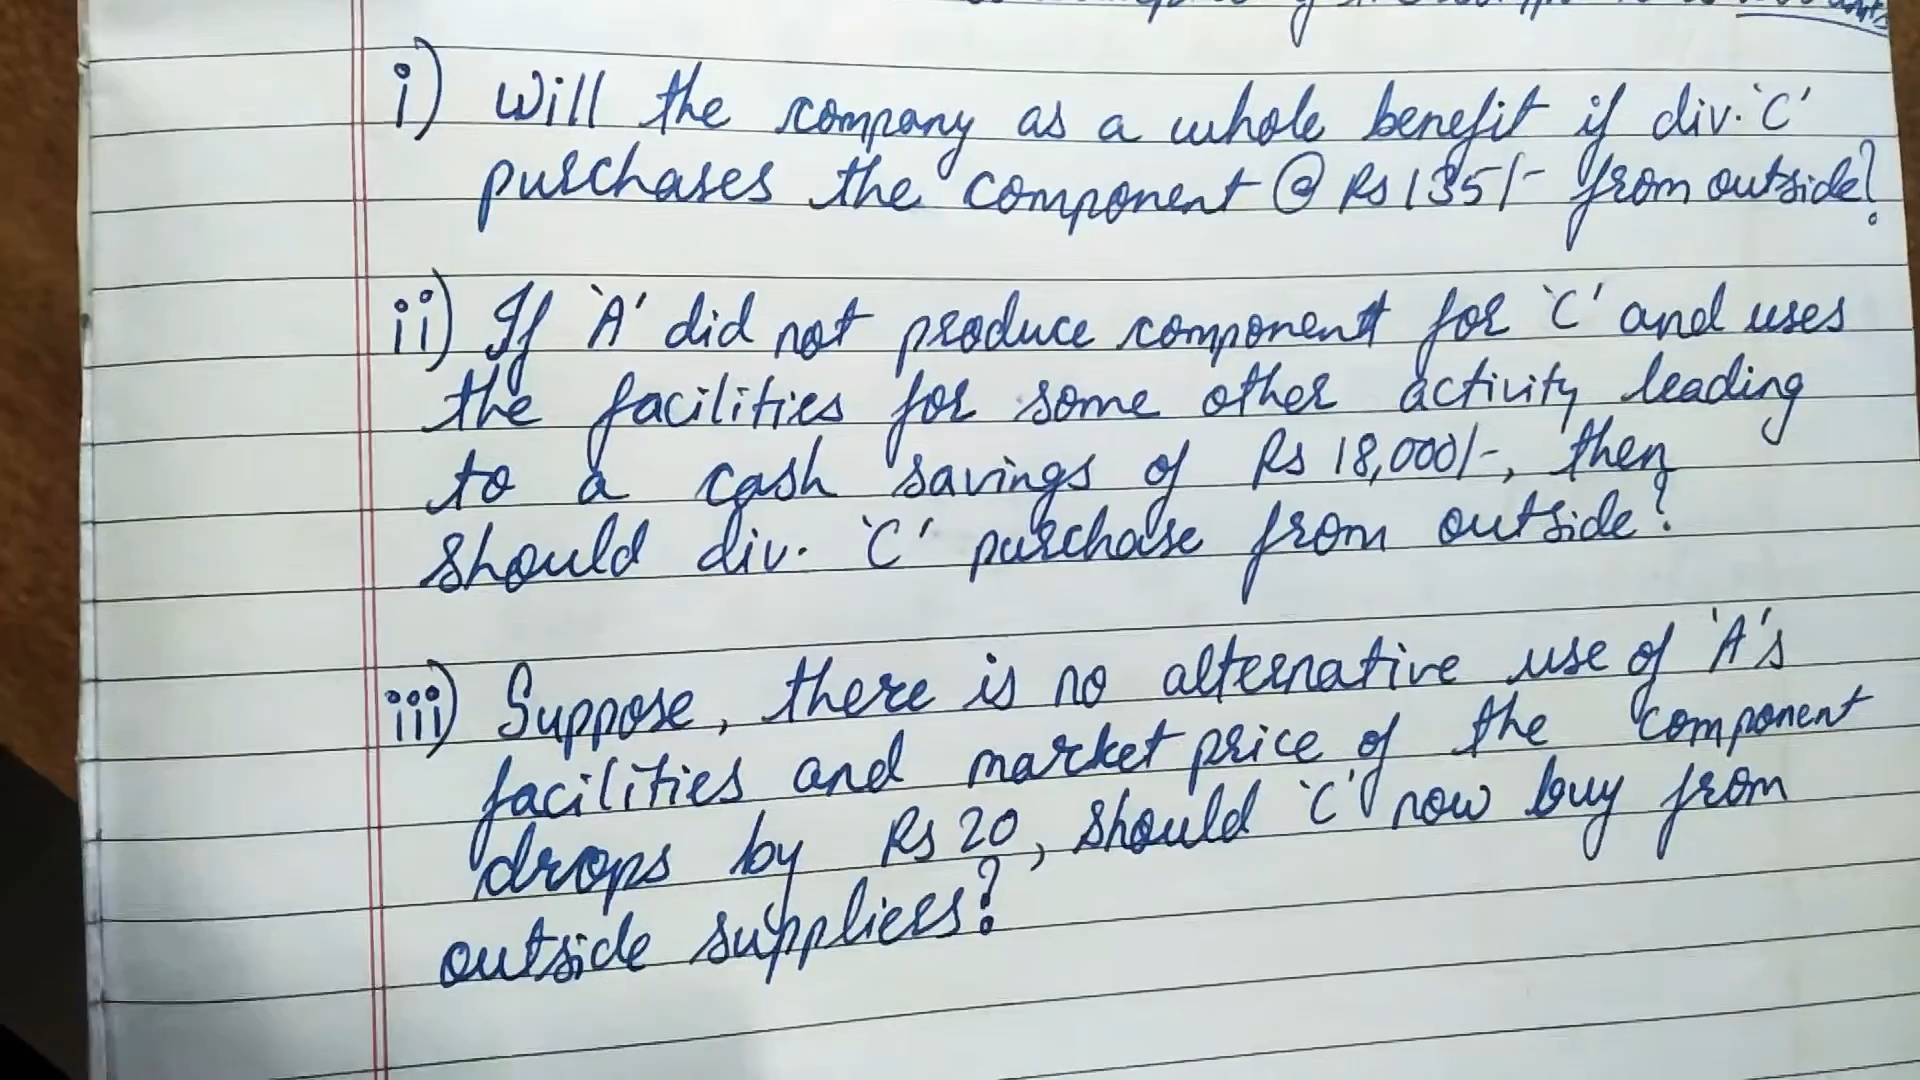 i) Will the company as a whole benefit if div. 'C'
purchases the component @ Rs 135/- from outside?
ii) If 'A' did not produce component for 'C' and uses
the facilities for some other activity leading
to a cash savings of Rs 18,000/-, then
should div. 'C' purchase from outside?
iii) Suppose, there is no alternative use of 'A's
facilities and market price of the component
drops by Rs 20, should 'C' now buy from
outside suppliers?